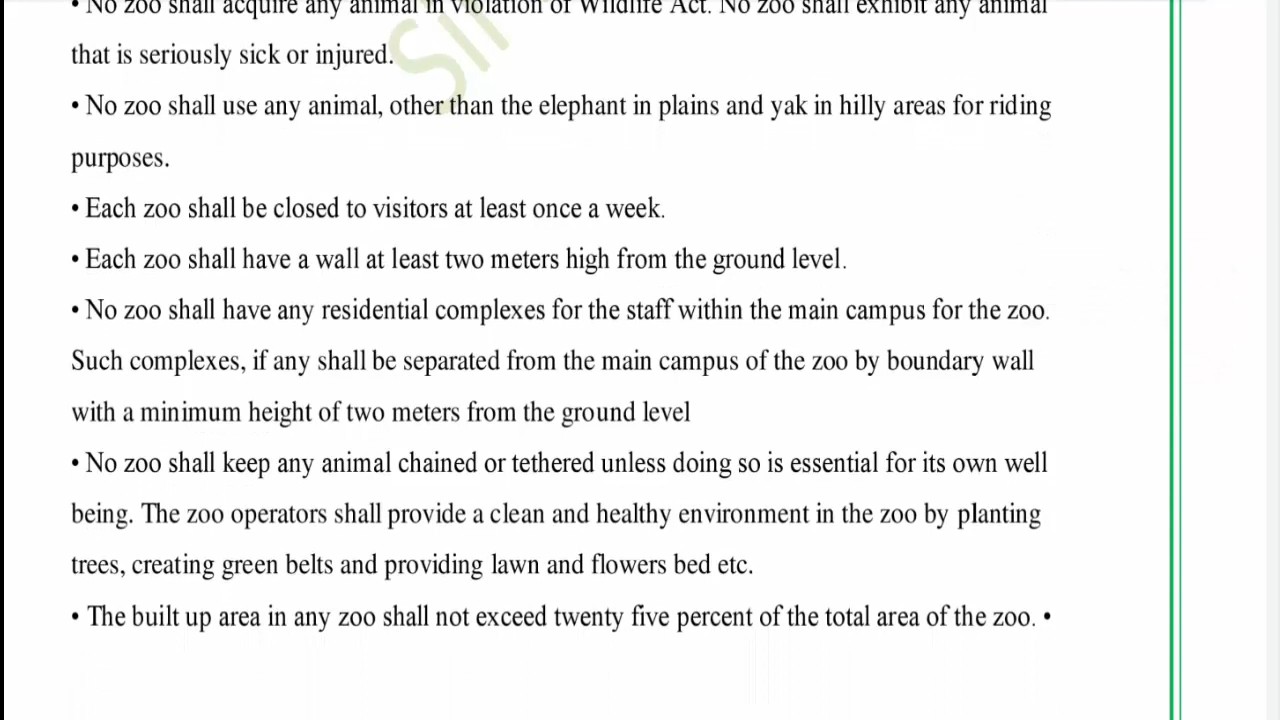 • No zoo shall acquire any animal in violation of Wildlife Act. No zoo shall exhibit any animal
that is seriously sick or injured.
• No zoo shall use any animal, other than the elephant in plains and yak in hilly areas for riding
purposes.
• Each zoo shall be closed to visitors at least once a week.
• Each zoo shall have a wall at least two meters high from the ground level.
• No zoo shall have any residential complexes for the staff within the main campus for the zoo.
Such complexes, if any shall be separated from the main campus of the zoo by boundary wall
with a minimum height of two meters from the ground level
• No zoo shall keep any animal chained or tethered unless doing so is essential for its own well
being. The zoo operators shall provide a clean and healthy environment in the zoo by planting
trees, creating green belts and providing lawn and flowers bed etc.
• The built up area in any zoo shall not exceed twenty five percent of the total area of the zoo. •